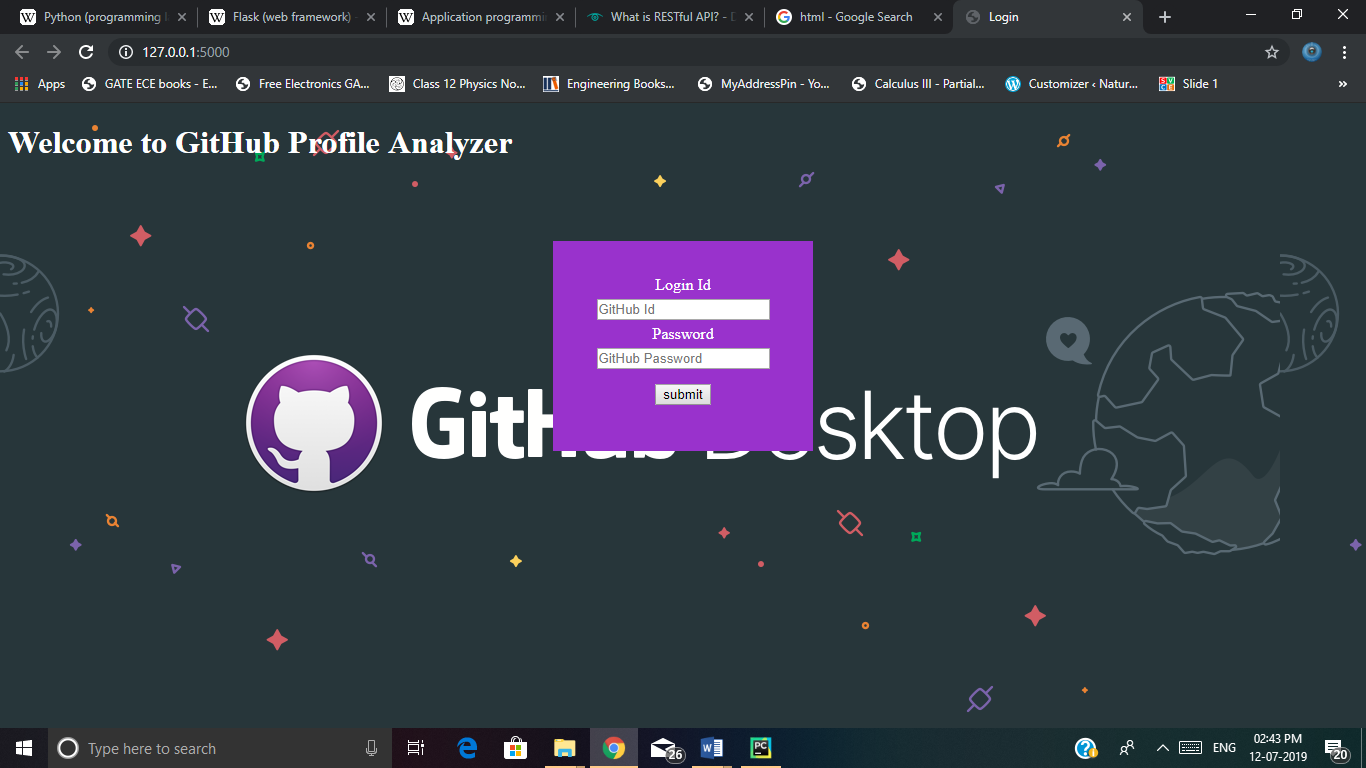 Python (programming l
Flask (web framework) -
Application programmin
What is RESTful API? - D
html - Google Search
Login
127.0.0.1:5000
Apps
GATE ECE books - E...
Free Electronics GA...
Class 12 Physics No...
Engineering Books...
MyAddressPin - Yo...
Calculus III - Partial...
Customizer ‹ Natur...
Slide 1
»
Welcome to GitHub Profile Analyzer
Login Id
GitHub Id
Password
GitHub Password
submit
GitHub Desktop
Type here to search
26
ENG
02:43 PM
12-07-2019
20